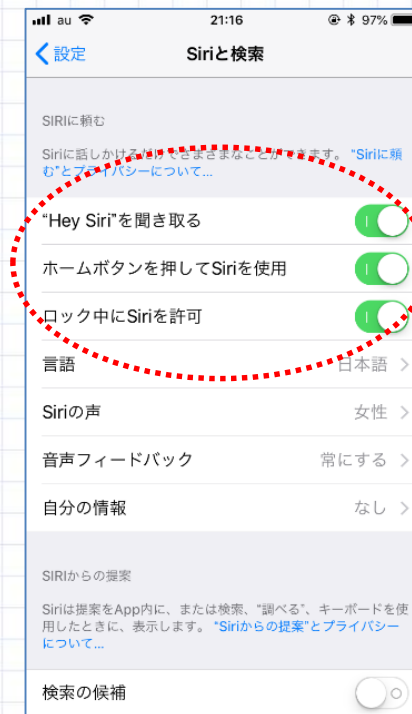 au 21:16 97%
設定 Siriと検索
SIRIに頼む
Siriに話しかけるだけでさまざまなことができます。 “Siriに頼
む”とプライバシーについて...
“Hey Siri”を聞き取る
ホームボタンを押してSiriを使用
ロック中にSiriを許可
言語 日本語
Siriの声 女性
音声フィードバック 常にする
自分の情報 なし
SIRIからの提案
Siriは提案をApp内に、または検索、“調べる”、キーボードを使
用したときに、表示します。 “Siriからの提案”とプライバシー
について...
検索の候補